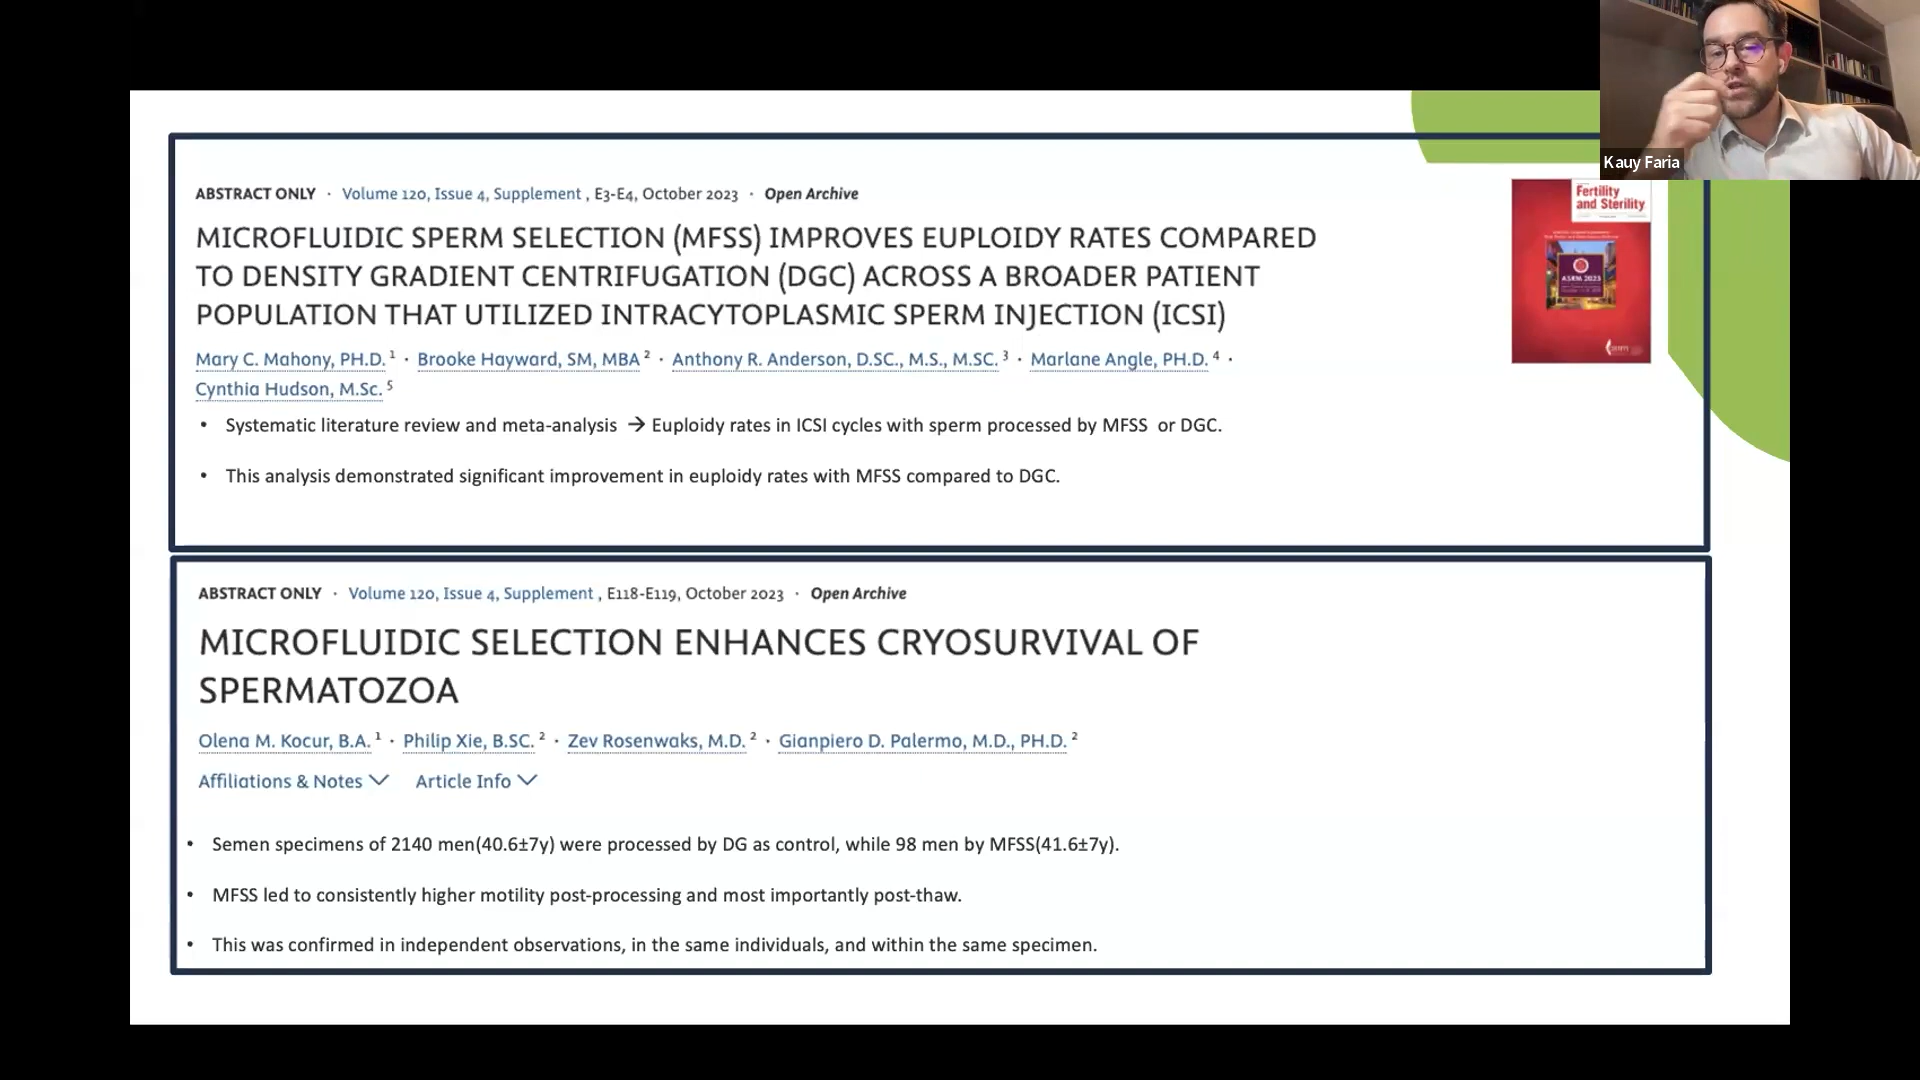 Kauy Faria
ABSTRACT ONLY · Volume 120, Issue 4, Supplement , E3-E4, October 2023 · Open Archive
MICROFLUIDIC SPERM SELECTION (MFSS) IMPROVES EUPLOIDY RATES COMPARED
TO DENSITY GRADIENT CENTRIFUGATION (DGC) ACROSS A BROADER PATIENT
POPULATION THAT UTILIZED INTRACYTOPLASMIC SPERM INJECTION (ICSI)
Mary C. Mahony, PH.D. 1 · Brooke Hayward, SM, MBA 2 · Anthony R. Anderson, D.SC., M.S., M.SC. 3 · Marlane Angle, PH.D. 4 ·
Cynthia Hudson, M.Sc. 5
Fertility
and Sterility
ASRM 2023
• Systematic literature review and meta-analysis → Euploidy rates in ICSI cycles with sperm processed by MFSS or DGC.
• This analysis demonstrated significant improvement in euploidy rates with MFSS compared to DGC.
ABSTRACT ONLY · Volume 120, Issue 4, Supplement , E118-E119, October 2023 · Open Archive
MICROFLUIDIC SELECTION ENHANCES CRYOSURVIVAL OF
SPERMATOZOA
Olena M. Kocur, B.A. 1 · Philip Xie, B.SC. 2 · Zev Rosenwaks, M.D. 2 · Gianpiero D. Palermo, M.D., PH.D. 2
Affiliations & Notes Article Info
• Semen specimens of 2140 men(40.6±7y) were processed by DG as control, while 98 men by MFSS(41.6±7y).
• MFSS led to consistently higher motility post-processing and most importantly post-thaw.
• This was confirmed in independent observations, in the same individuals, and within the same specimen.